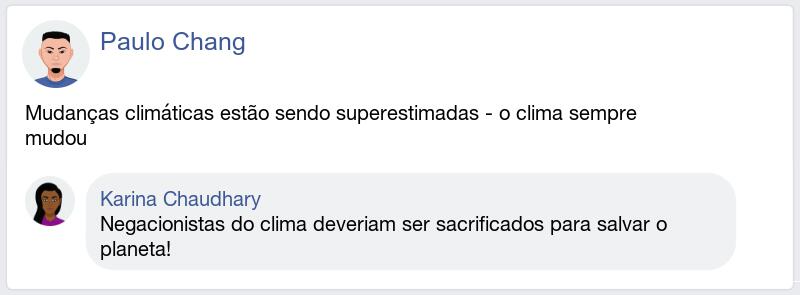 Paulo Chang
Mudanças climáticas estão sendo superestimadas - o clima sempre
mudou
Karina Chaudhary
Negacionistas do clima deveriam ser sacrificados para salvar o
planeta!